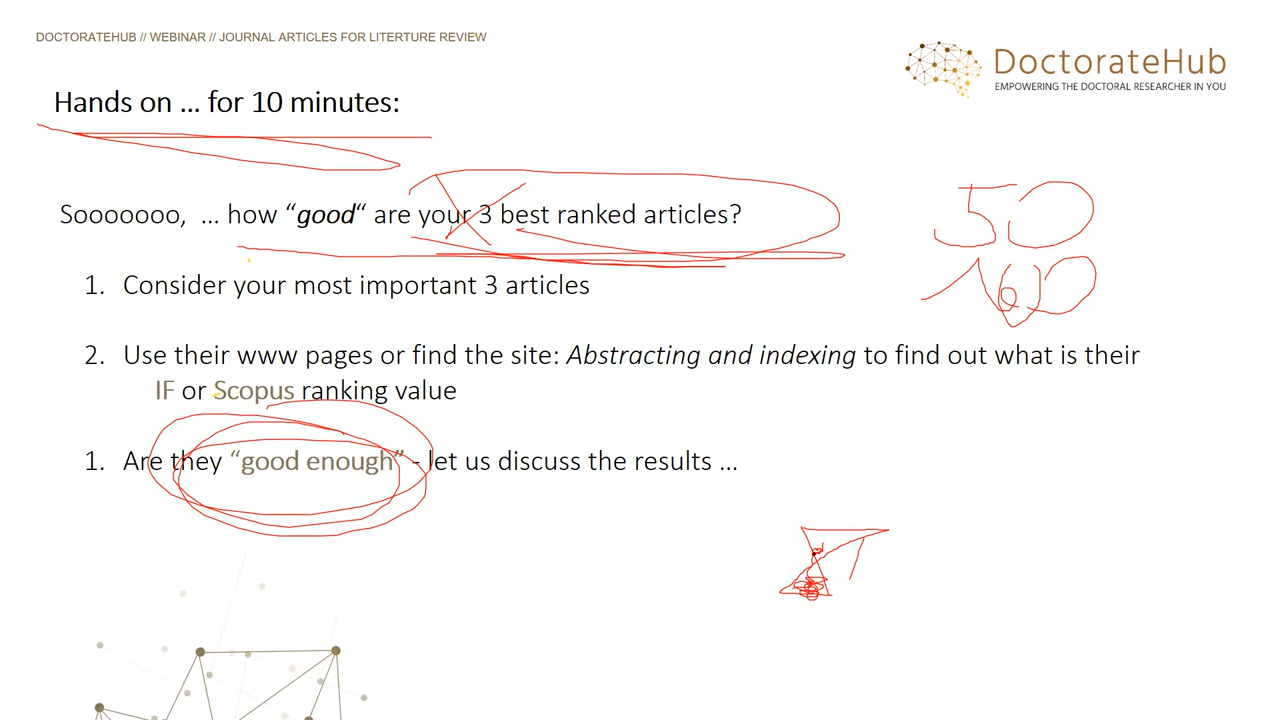 DOCTORATEHUB // WEBINAR // JOURNAL ARTICLES FOR LITERTURE REVIEW
DoctorateHub
EMPOWERING THE DOCTORAL RESEARCHER IN YOU
Hands on ... for 10 minutes:
Sooooooo, ... how “good“ are your 3 best ranked articles?
50
1. Consider your most important 3 articles
2. Use their www pages or find the site: Abstracting and indexing to find out what is their
IF or Scopus ranking value
1. Are they “good enough” - let us discuss the results ...